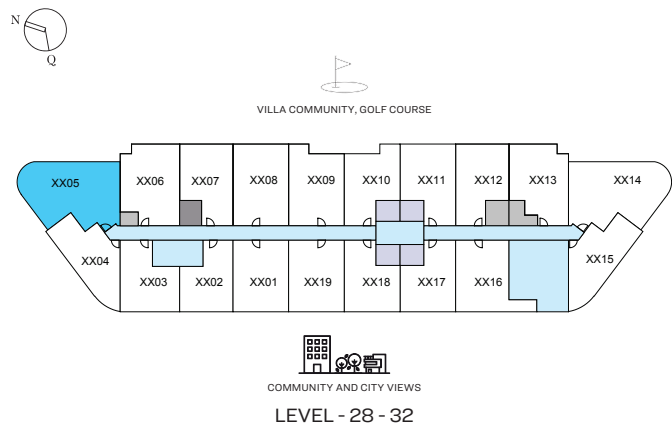 N
Q
VILLA COMMUNITY, GOLF COURSE
XX05
XX06
XX07
XX08
XX09
XX10
XX11
XX12
XX13
XX14
XX04
XX03
XX02
XX01
XX19
XX18
XX17
XX16
XX15
COMMUNITY AND CITY VIEWS
LEVEL - 28 - 32